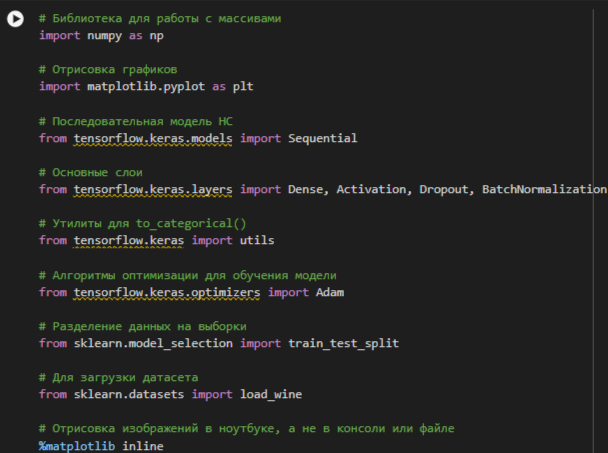 # Библиотека для работы с массивами
import numpy as np
# Отрисовка графиков
import matplotlib.pyplot as plt
# Последовательная модель НС
from tensorflow.keras.models import Sequential
# Основные слои
from tensorflow.keras.layers import Dense, Activation, Dropout, BatchNormalization
# Утилиты для to_categorical()
from tensorflow.keras import utils
# Алгоритмы оптимизации для обучения модели
from tensorflow.keras.optimizers import Adam
# Разделение данных на выборки
from sklearn.model_selection import train_test_split
# Для загрузки датасета
from sklearn.datasets import load_wine
# Отрисовка изображений в ноутбуке, а не в консоли или файле
%matplotlib inline